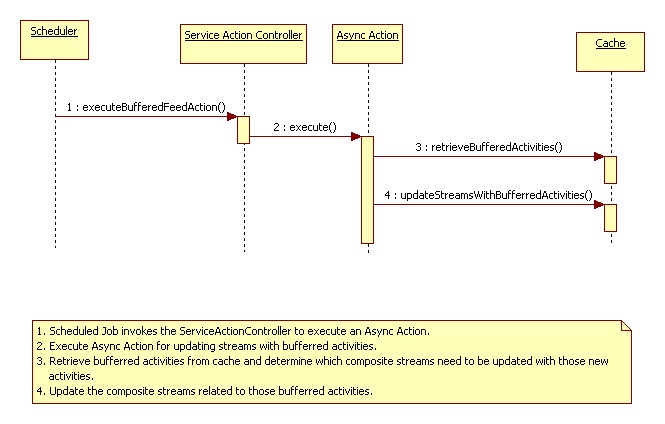 Scheduler
Service Action Controller
Async Action
Cache
1 : executeBufferedFeedAction()
2 : execute()
3 : retrieveBufferedActivities()
4 : updateStreamsWithBufferredActivities()
1. Scheduled Job invokes the ServiceActionController to execute an Async Action.
2. Execute Async Action for updating streams with bufferred activities.
3. Retrieve bufferred activities from cache and determine which composite streams need to be updated with those new
activities.
4. Update the composite streams related to those bufferred activities.